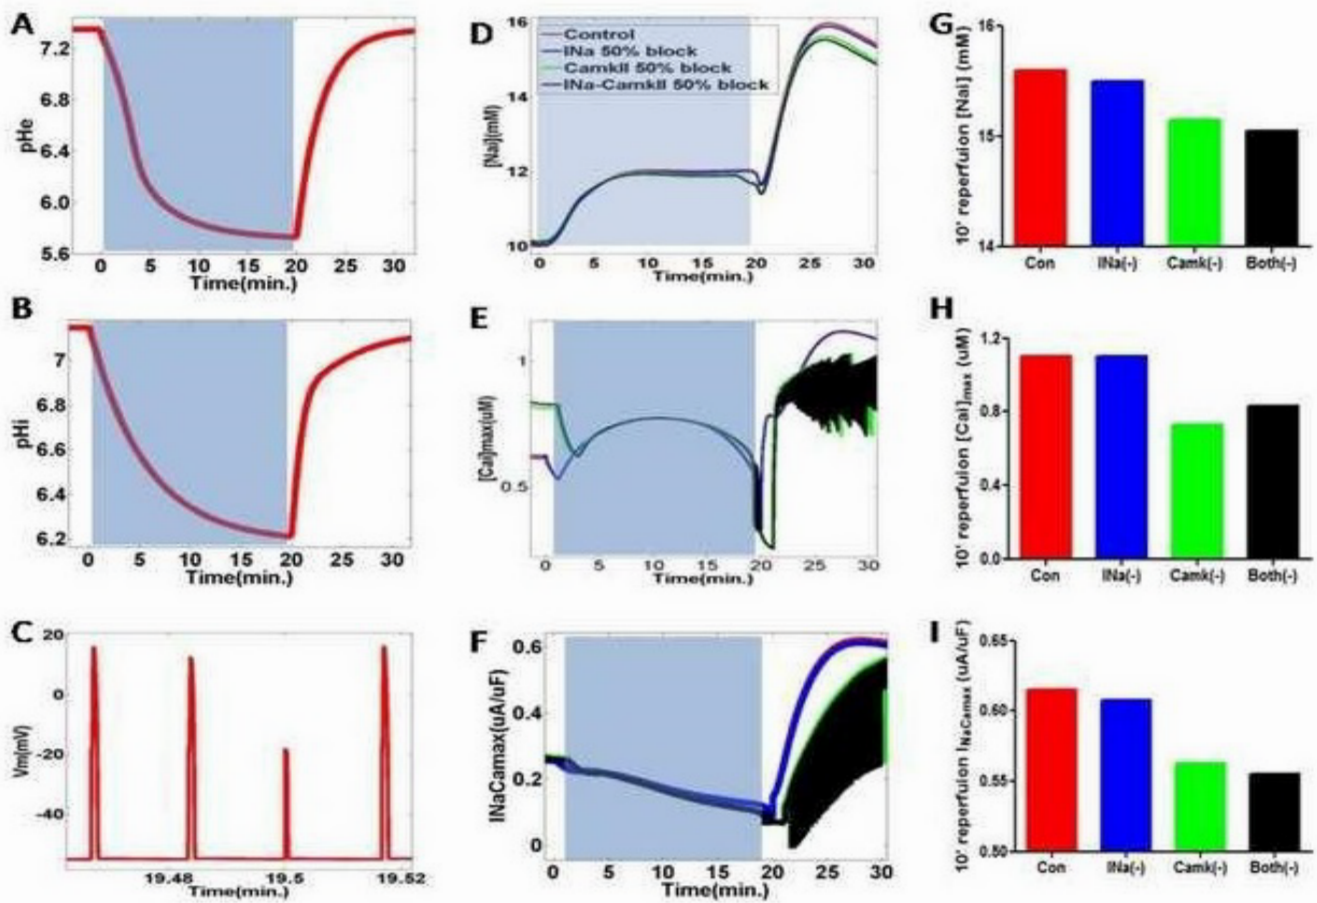 A
7.2
6.8
6.4
6.0
5.6
pHe
0 5 10 15 20 25 30
Time(min.)
B
7
6.8
6.6
6.4
6.2
pHi
0 5 10 15 20 25 30
Time(min.)
C
20
0
-20
-40
Vm(mV)
19.48 19.5 19.52
Time(min.)
D
16
14
12
10
[Nai](mM)
Control
INa 50% block
CamkII 50% block
INa-CamkII 50% block
0 5 10 15 20 25 30
Time(min.)
E
1
0.5
[Cai]max(uM)
0 5 10 15 20 25 30
Time(min.)
F
0.6
0.4
0.2
0
INaCamax(uA/uF)
0 5 10 15 20 25 30
Time(min.)
G
16
15
14
10' reperfuion [Nai] (mM)
Con INa(-) Camk(-) Both(-)
H
1.2
0.8
0.4
0.0
10' reperfuion [Cai]max (uM)
Con INa(-) Camk(-) Both(-)
I
0.65
0.60
0.55
0.50
10' reperfuion INaCamax (uA/uF)
Con INa(-) Camk(-) Both(-)